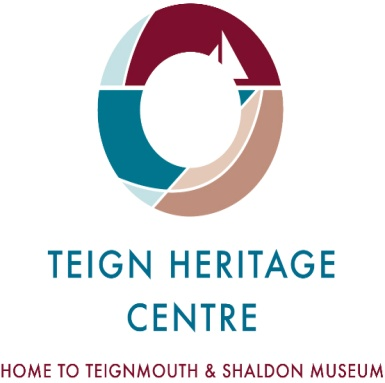 TEIGN HERITAGE
CENTRE
HOME TO TEIGNMOUTH & SHALDON MUSEUM